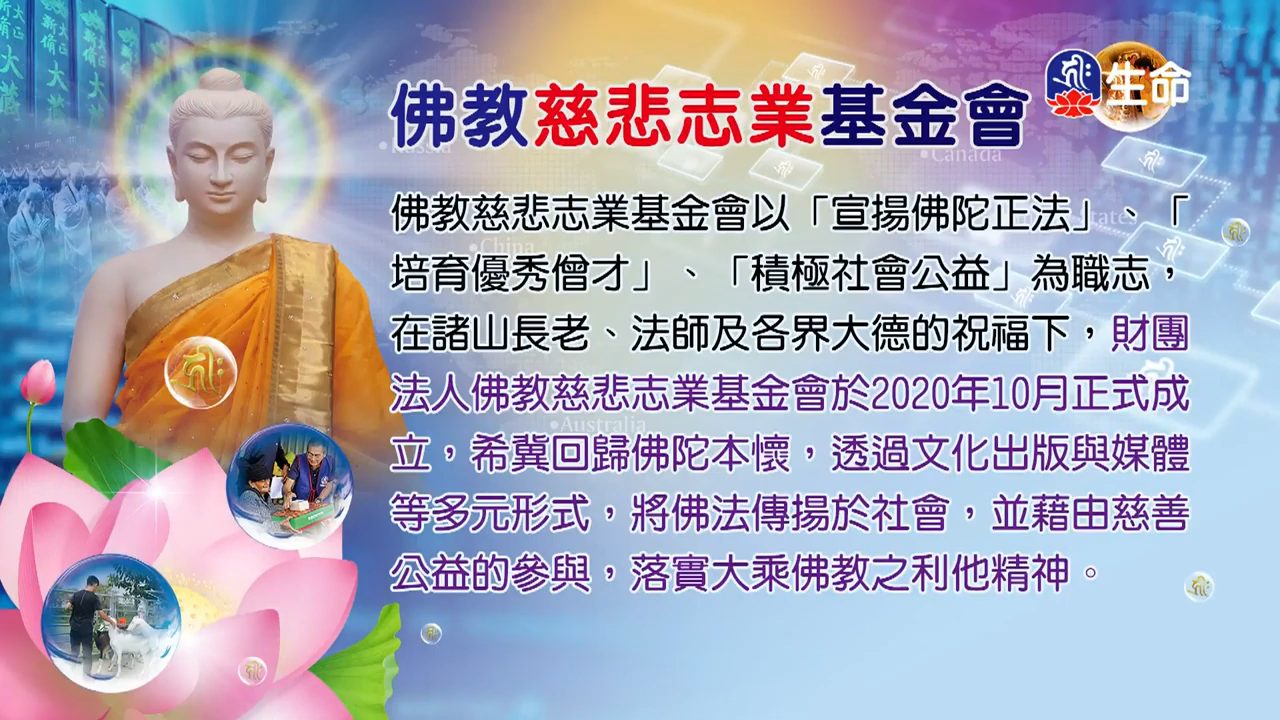 佛教慈悲志業基金會
生命
佛教慈悲志業基金會以「宣揚佛陀正法」、「
培育優秀僧才」、「積極社會公益」為職志，
在諸山長老、法師及各界大德的祝福下，財團
法人佛教慈悲志業基金會於2020年10月正式成
立，希冀回歸佛陀本懷，透過文化出版與媒體
等多元形式，將佛法傳揚於社會，並藉由慈善
公益的參與，落實大乘佛教之利他精神。
Canada
China
Australia